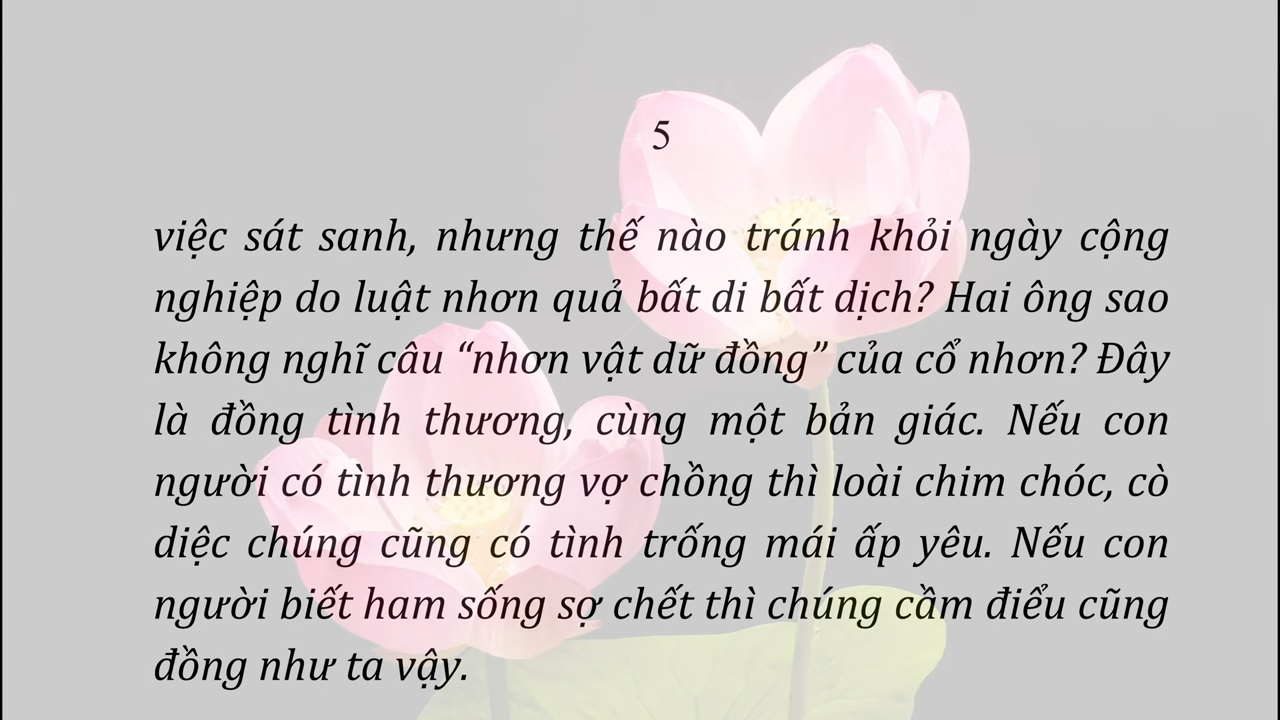 5
việc sát sanh, nhưng thế nào tránh khỏi ngày cộng
nghiệp do luật nhơn quả bất di bất dịch? Hai ông sao
không nghĩ câu “nhơn vật dữ đồng” của cổ nhơn? Đây
là đồng tình thương, cùng một bản giác. Nếu con
người có tình thương vợ chồng thì loài chim chóc, cò
diệc chúng cũng có tình trống mái ấp yêu. Nếu con
người biết ham sống sợ chết thì chúng cầm điểu cũng
đồng như ta vậy.